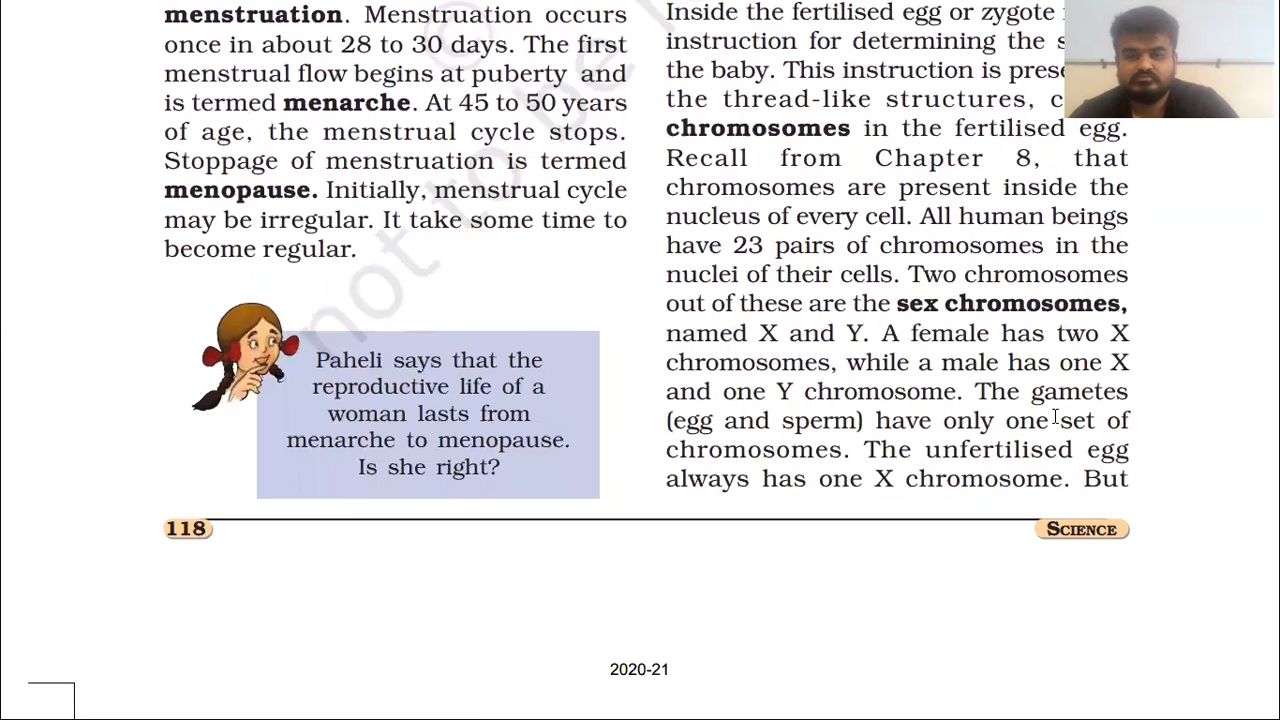 menstruation. Menstruation occurs
once in about 28 to 30 days. The first
menstrual flow begins at puberty and
is termed menarche. At 45 to 50 years
of age, the menstrual cycle stops.
Stoppage of menstruation is termed
menopause. Initially, menstrual cycle
may be irregular. It take some time to
become regular.
Paheli says that the
reproductive life of a
woman lasts from
menarche to menopause.
Is she right?
Inside the fertilised egg or zygote
instruction for determining the
the baby. This instruction is
the thread-like structures,
chromosomes in the fertilised egg.
Recall from Chapter 8, that
chromosomes are present inside the
nucleus of every cell. All human beings
have 23 pairs of chromosomes in the
nuclei of their cells. Two chromosomes
out of these are the sex chromosomes,
named X and Y. A female has two X
chromosomes, while a male has one X
and one Y chromosome. The gametes
(egg and sperm) have only one set of
chromosomes. The unfertilised egg
always has one X chromosome. But
118
SCIENCE
2020-21
not to be
©